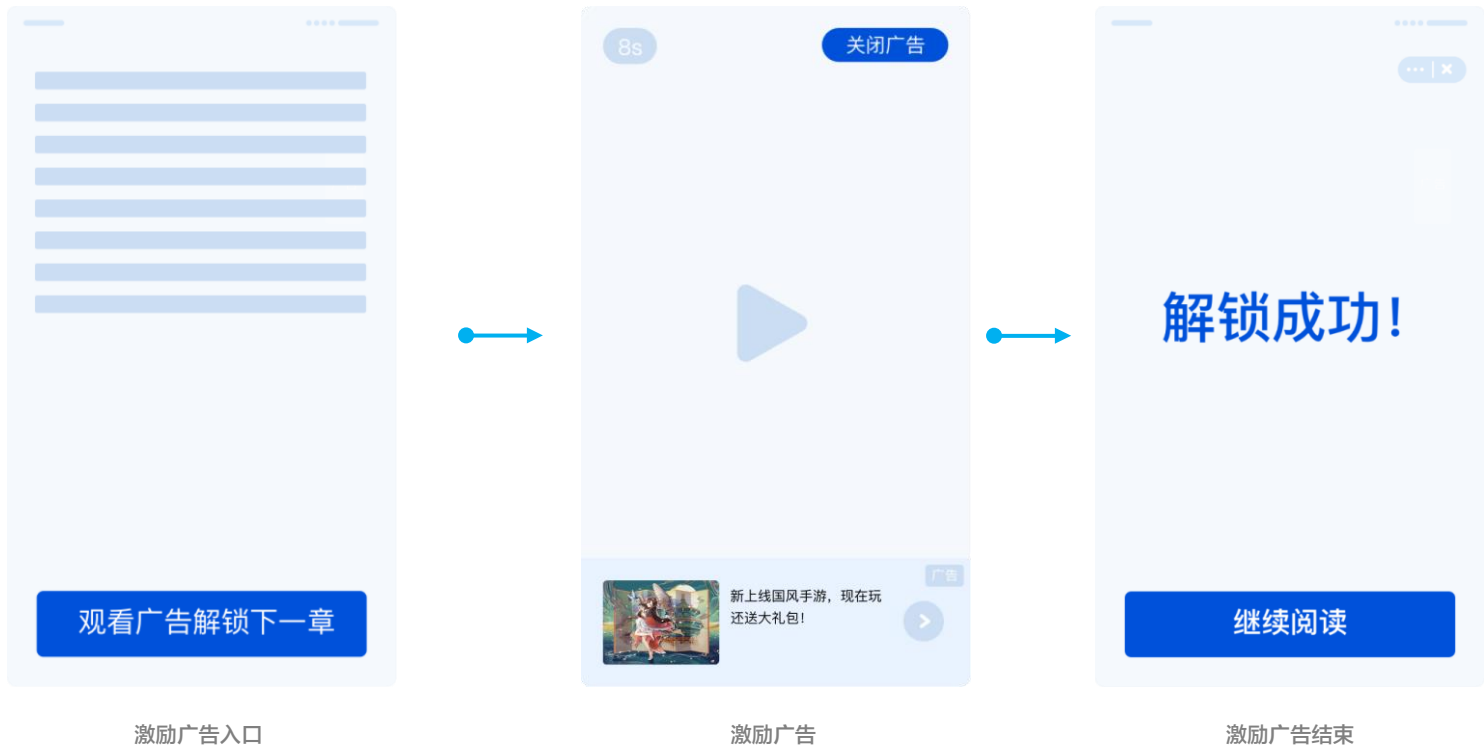 观看广告解锁下一章
激励广告入口
8s
关闭广告
广告
新上线国风手游，现在玩
还送大礼包！
激励广告
解锁成功！
继续阅读
激励广告结束